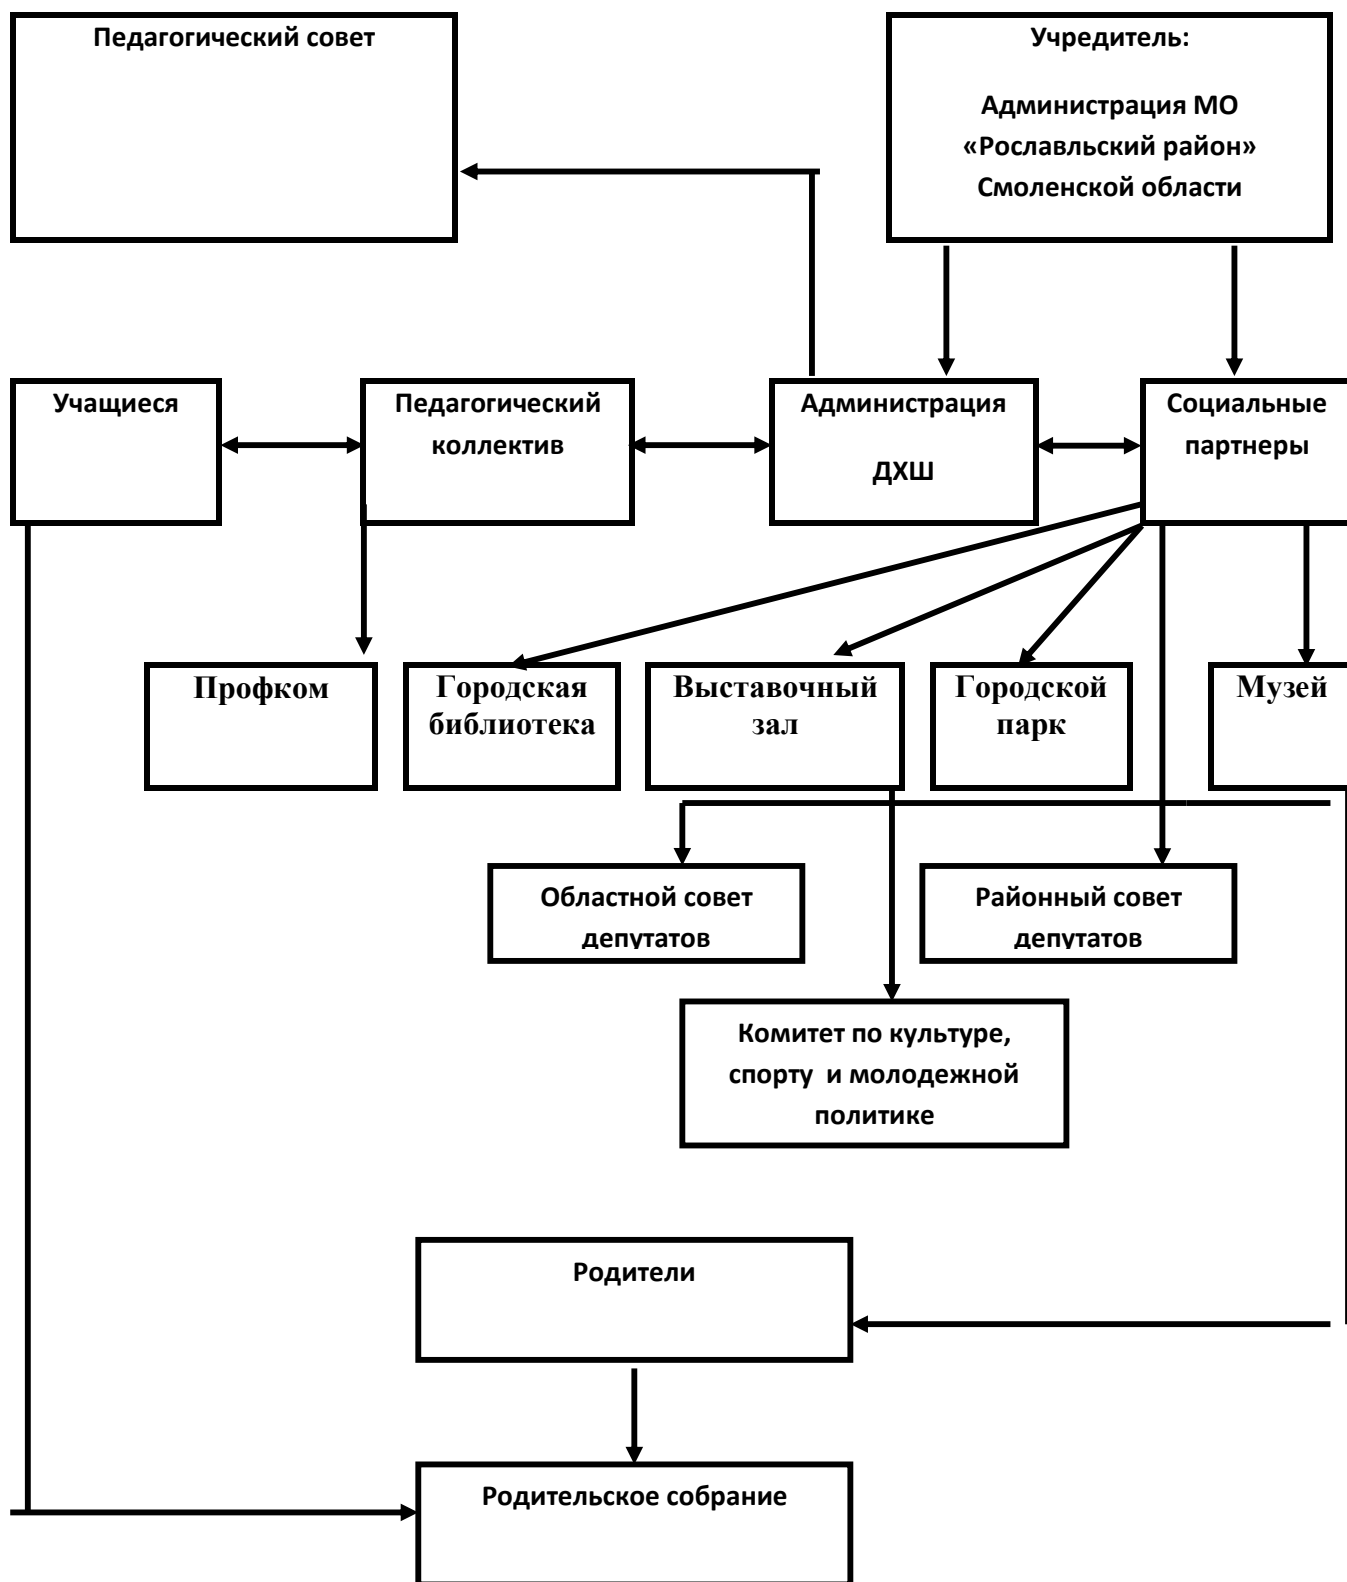 Педагогический совет
Учредитель:
Администрация МО
«Рославльский район»
Смоленской области
Учащиеся
Педагогический
коллектив
Администрация
ДХШ
Социальные
партнеры
Профком
Городская
библиотека
Выставочный
зал
Городской
парк
Музей
Областной совет
депутатов
Районный совет
депутатов
Комитет по культуре,
спорту  и молодежной
политике
Родители
Родительское собрание